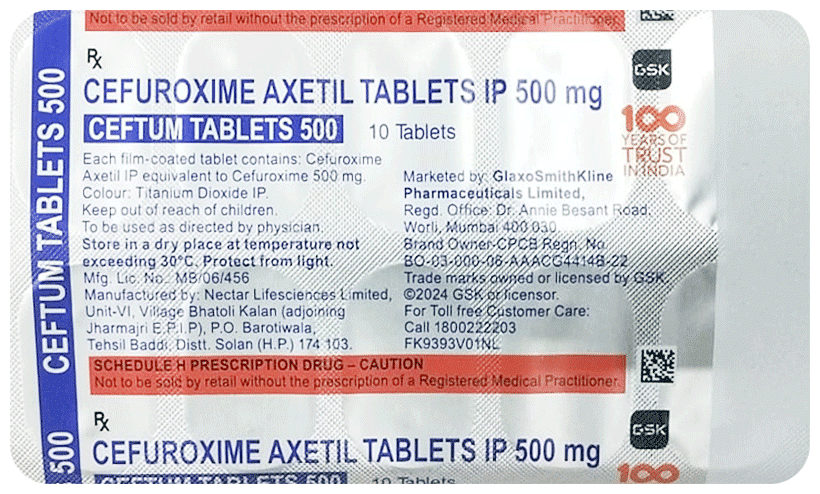 Not to be sold by retail without the prescription of a Registered Medical Practitioner.
Rx
CEFUROXIME AXETIL TABLETS IP 500 mg
CEFTUM TABLETS 500 10 Tablets
GSK
100
YEARS OF
TRUST
IN INDIA
CEFTUM TABLETS 500
Each film-coated tablet contains: Cefuroxime
Axetil IP equivalent to Cefuroxime 500 mg.
Colour: Titanium Dioxide IP.
Keep out of reach of children.
To be used as directed by physician.
Store in a dry place at temperature not
exceeding 30°C. Protect from light.
Mfg. Lic. No.: MB/06/456
Manufactured by: Nectar Lifesciences Limited,
Unit-VI, Village Bhatoli Kalan (adjoining
Jharmajri E.P.I.P), P.O. Barotiwala,
Tehsil Baddi, Distt. Solan (H.P.) 174 103.
Marketed by: GlaxoSmithKline
Pharmaceuticals Limited,
Regd. Office: Dr. Annie Besant Road,
Worli, Mumbai 400 030.
Brand Owner-CPCB Regn. No.
BO-03-000-06-AAACG4414B-22
Trade marks owned or licensed by GSK.
©2024 GSK or licensor.
For Toll free Customer Care:
Call 1800222203
FK9393V01NL
SCHEDULE H PRESCRIPTION DRUG – CAUTION
Not to be sold by retail without the prescription of a Registered Medical Practitioner.
Rx
CEFUROXIME AXETIL TABLETS IP 500 mg
CEFTUM TABLETS 500 10 Tablets
GSK
100
500